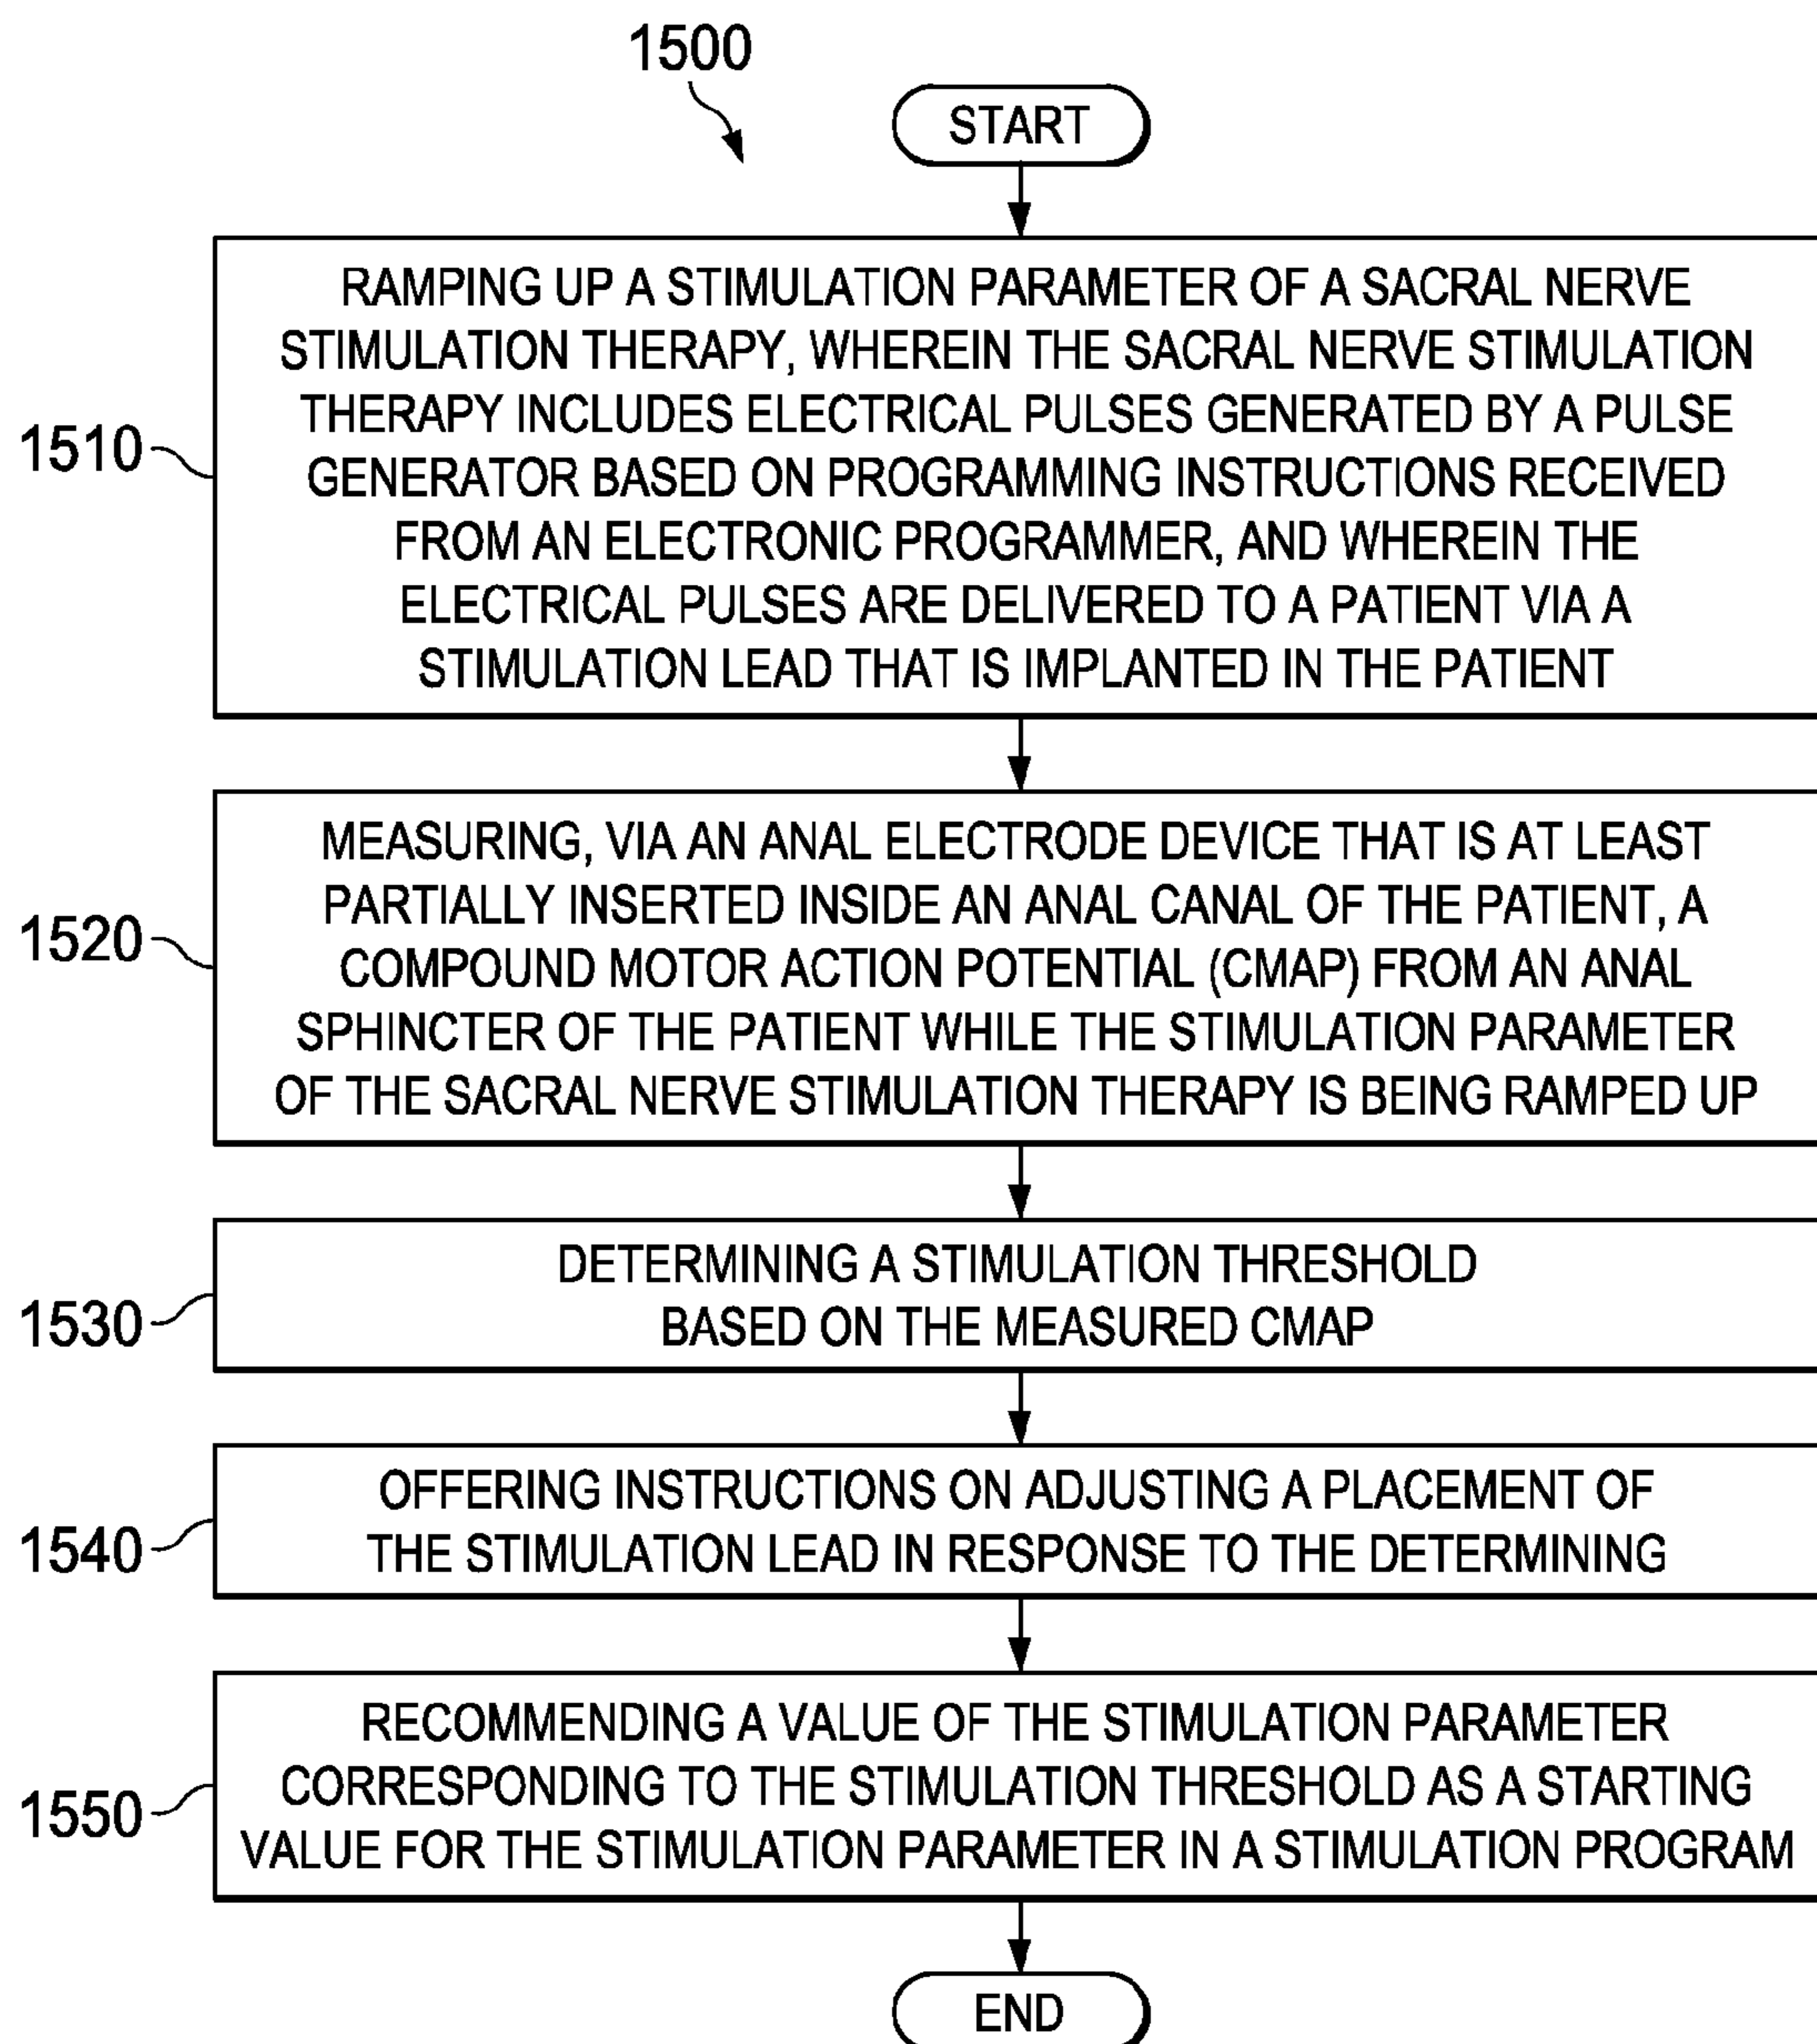 1500
START
1510
RAMPING UP A STIMULATION PARAMETER OF A SACRAL NERVE
STIMULATION THERAPY, WHEREIN THE SACRAL NERVE STIMULATION
THERAPY INCLUDES ELECTRICAL PULSES GENERATED BY A PULSE
GENERATOR BASED ON PROGRAMMING INSTRUCTIONS RECEIVED
FROM AN ELECTRONIC PROGRAMMER, AND WHEREIN THE
ELECTRICAL PULSES ARE DELIVERED TO A PATIENT VIA A
STIMULATION LEAD THAT IS IMPLANTED IN THE PATIENT
1520
MEASURING, VIA AN ANAL ELECTRODE DEVICE THAT IS AT LEAST
PARTIALLY INSERTED INSIDE AN ANAL CANAL OF THE PATIENT, A
COMPOUND MOTOR ACTION POTENTIAL (CMAP) FROM AN ANAL
SPHINCTER OF THE PATIENT WHILE THE STIMULATION PARAMETER
OF THE SACRAL NERVE STIMULATION THERAPY IS BEING RAMPED UP
1530
DETERMINING A STIMULATION THRESHOLD
BASED ON THE MEASURED CMAP
1540
OFFERING INSTRUCTIONS ON ADJUSTING A PLACEMENT OF
THE STIMULATION LEAD IN RESPONSE TO THE DETERMINING
1550
RECOMMENDING A VALUE OF THE STIMULATION PARAMETER
CORRESPONDING TO THE STIMULATION THRESHOLD AS A STARTING
VALUE FOR THE STIMULATION PARAMETER IN A STIMULATION PROGRAM
END